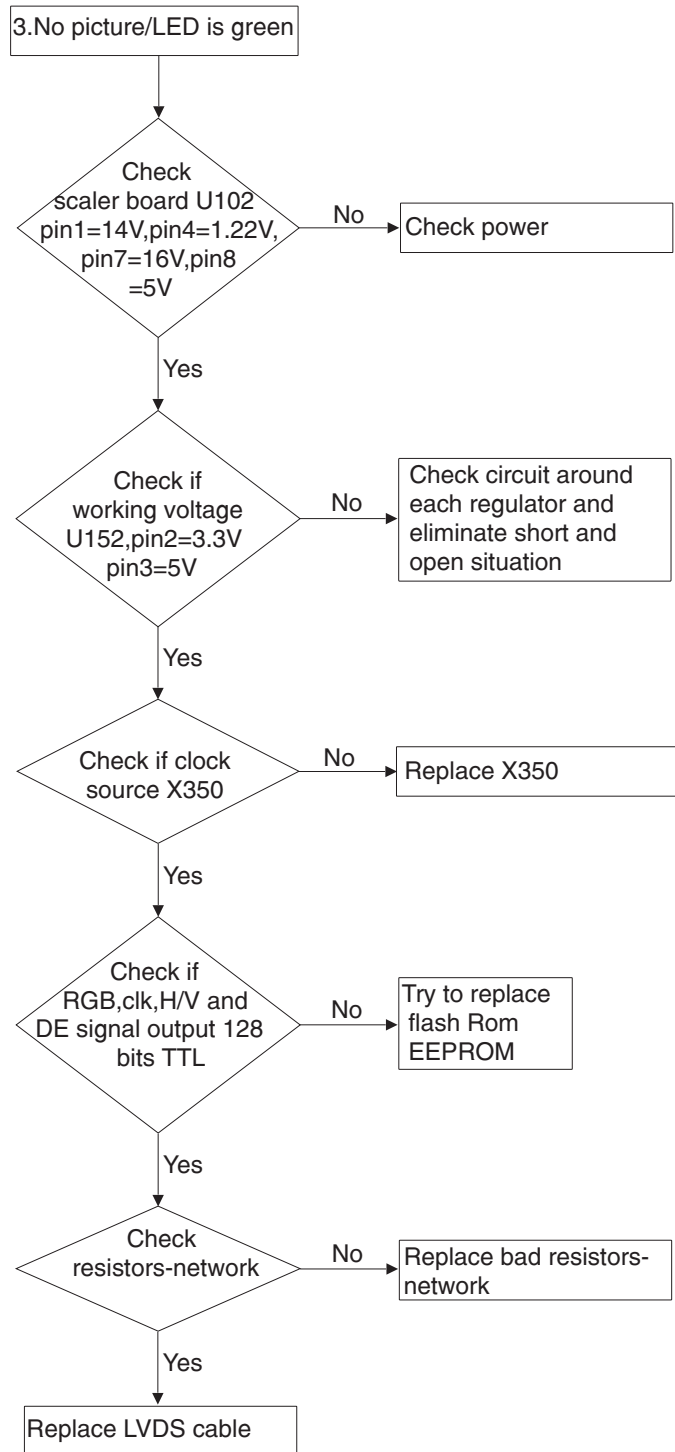 3.No picture/LED is green
Check
scaler board U102
pin1=14V,pin4=1.22V,
pin7=16V,pin8
=5V
No
Check power
Yes
Check if
working voltage
U152,pin2=3.3V
pin3=5V
No
Check circuit around
each regulator and
eliminate short and
open situation
Yes
Check if clock
source X350
No
Replace X350
Yes
Check if
RGB,clk,H/V and
DE signal output 128
bits TTL
No
Try to replace
flash Rom
EEPROM
Yes
Check
resistors-network
No
Replace bad resistors-
network
Yes
Replace LVDS cable